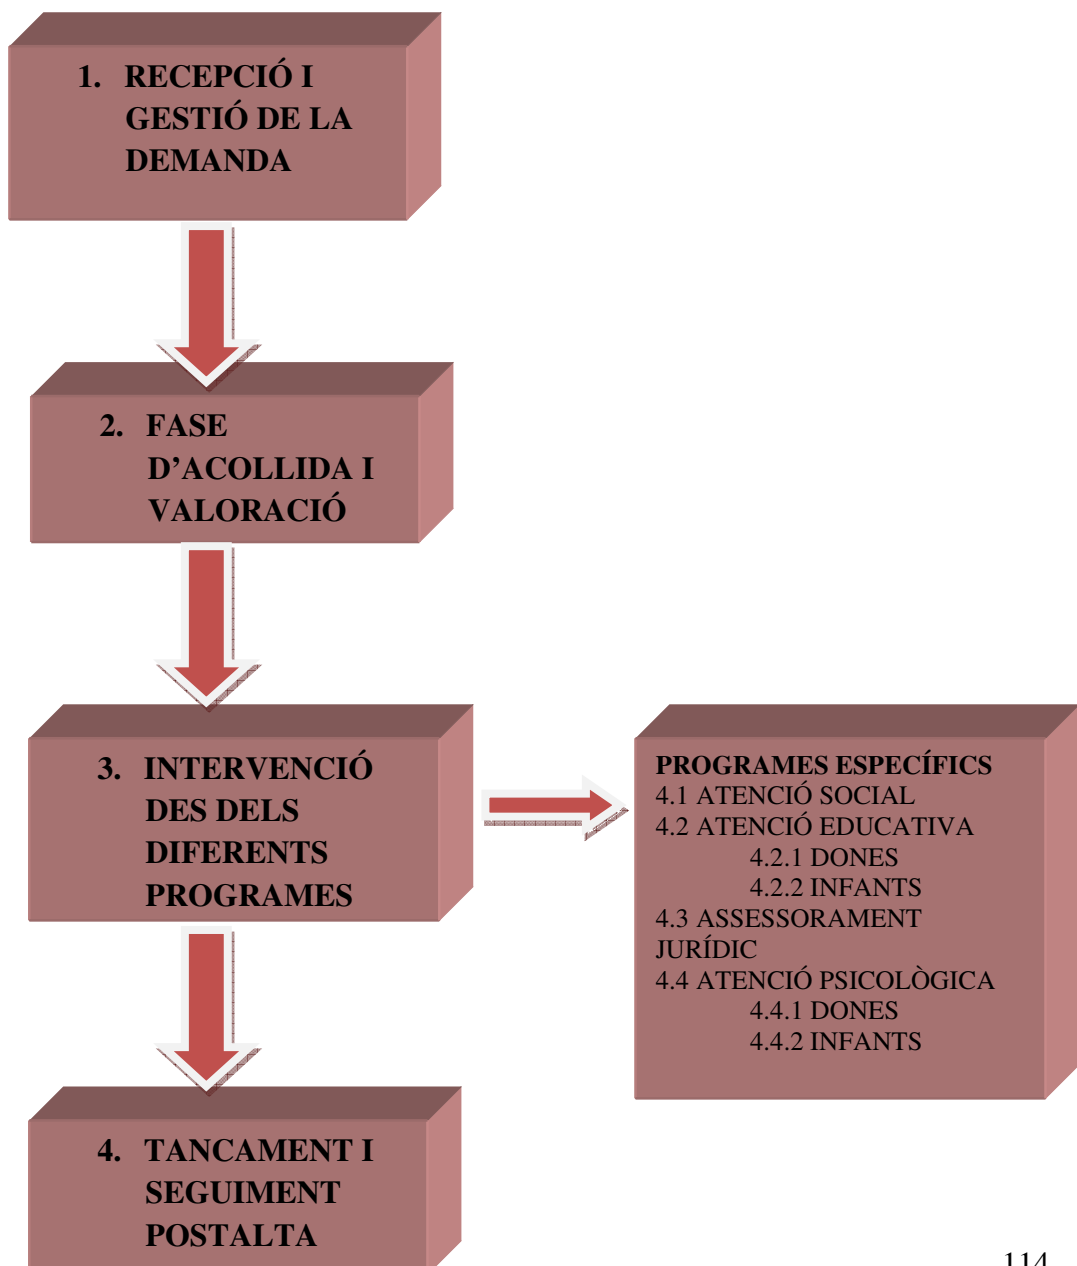 1. RECEPCIÓ I
GESTIÓ DE LA
DEMANDA
2. FASE
D’ACOLLIDA I
VALORACIÓ
3. INTERVENCIÓ
DES DELS
DIFERENTS
PROGRAMES
PROGRAMES ESPECÍFICS
4.1 ATENCIÓ SOCIAL
4.2 ATENCIÓ EDUCATIVA
4.2.1 DONES
4.2.2 INFANTS
4.3 ASSESSORAMENT
JURÍDIC
4.4 ATENCIÓ PSICOLÒGICA
4.4.1 DONES
4.4.2 INFANTS
4. TANCAMENT I
SEGUIMENT
POSTALTA
114